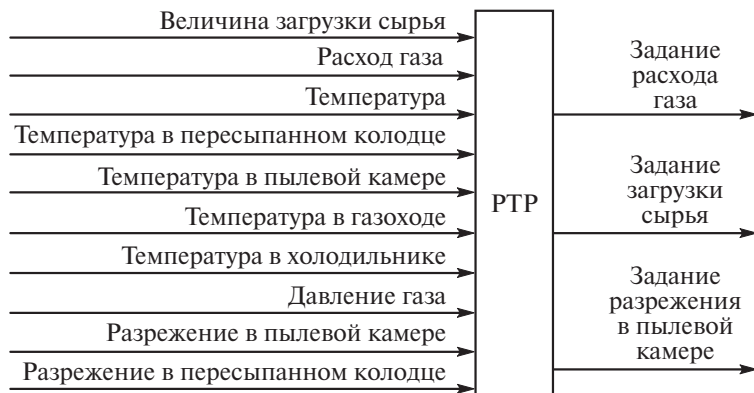 Величина загрузки сырья
Расход газа
Температура
Температура в пересыпанном колодце
Температура в пылевой камере
Температура в газоходе
Температура в холодильнике
Давление газа
Разрежение в пылевой камере
Разрежение в пересыпанном колодце
РТР
Задание
расхода
газа
Задание
загрузки
сырья
Задание
разрежения
в пылевой
камере